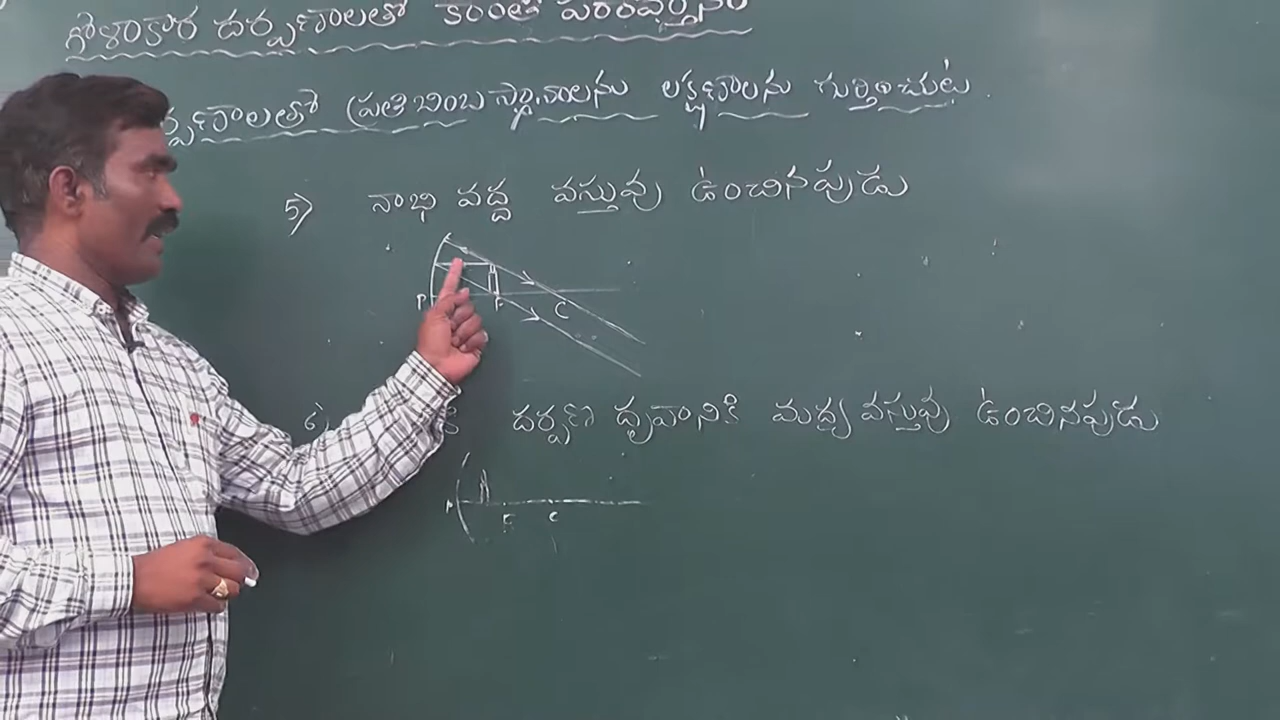 గోళాకార దర్పణాలతో కాంతి పరావర్తనం
ర్పణాలతో ప్రతిబింబ స్థానాలను లక్షణాలను గుర్తించుట.
5) నాభి వద్ద వస్తువు ఉంచినపుడు
P F C
6) దర్పణ దృవానికి మధ్య వస్తువు ఉంచినపుడు
P F C